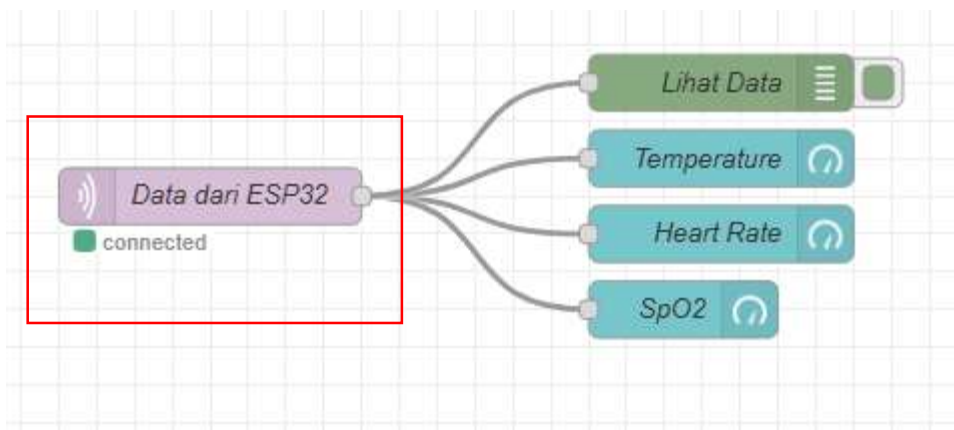 Lihat Data
Temperature
Data dari ESP32
Heart Rate
connected
SpO2